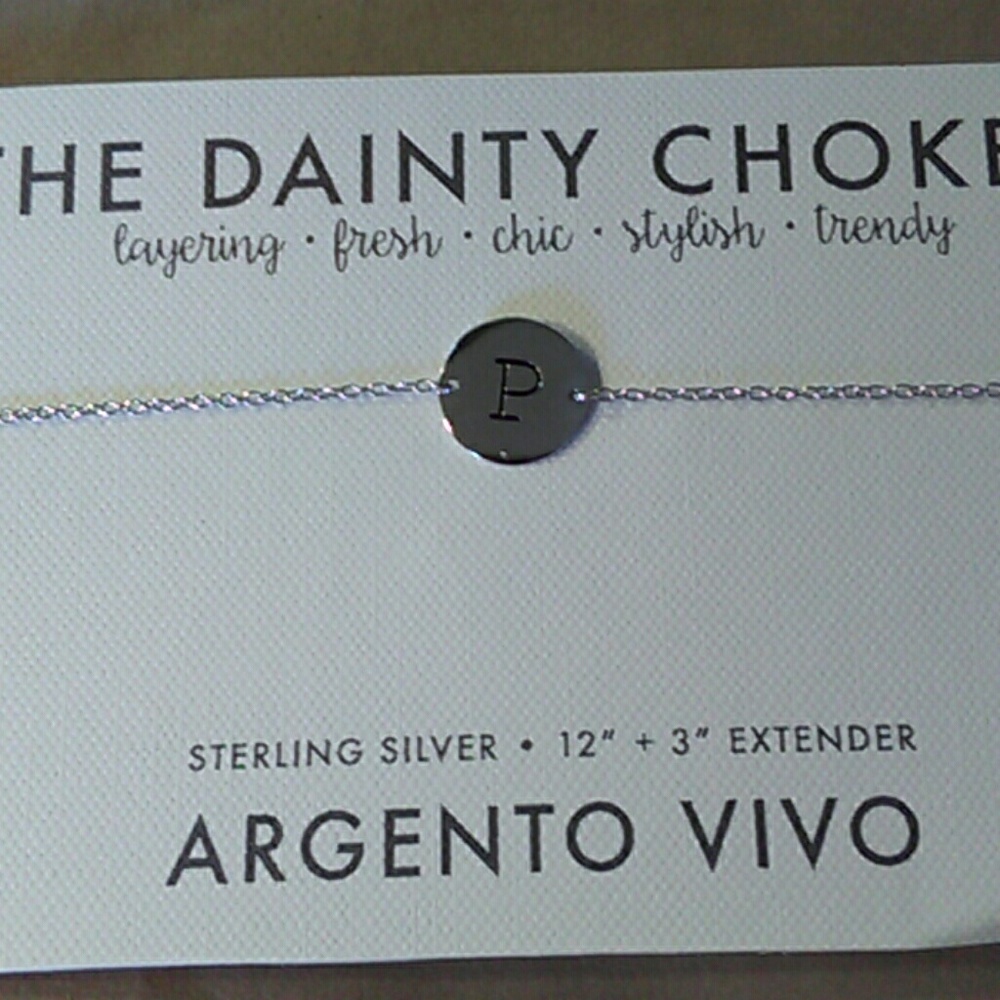 THE DAINTY CHOKE
layering · fresh · chic · stylish · trendy
P
STERLING SILVER • 12" + 3" EXTENDER
ARGENTO VIVO